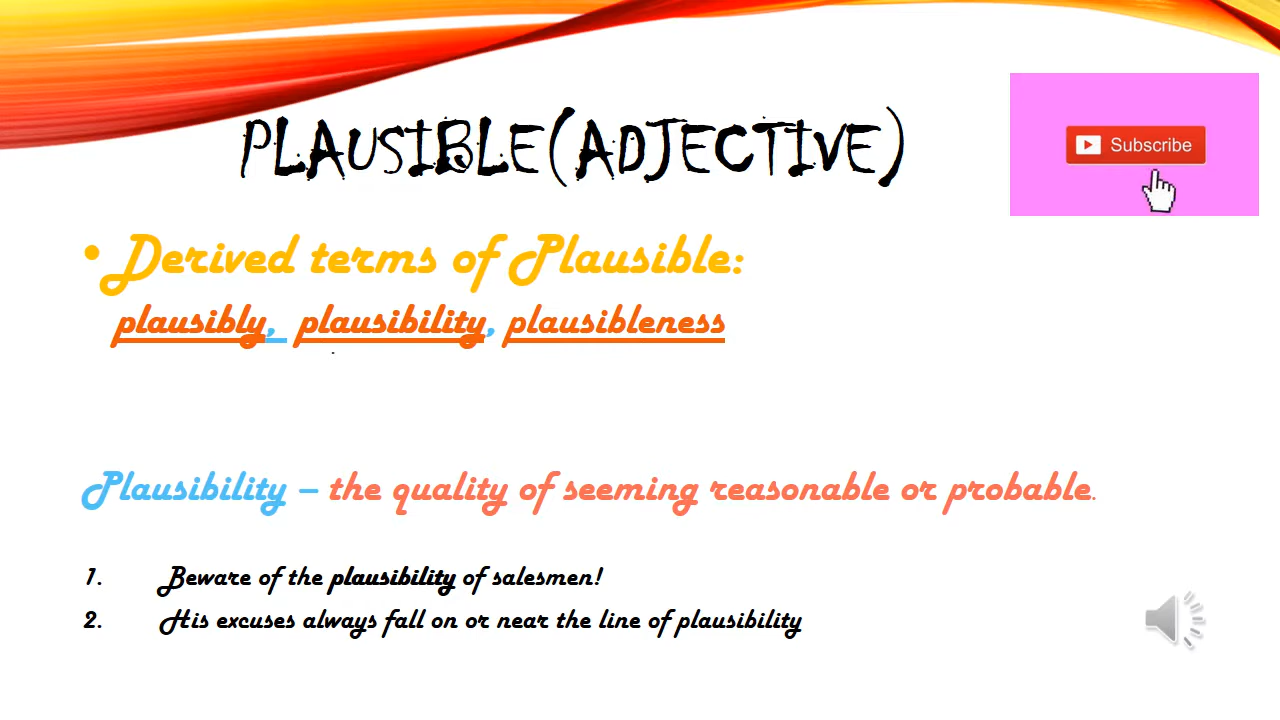 PLAUSIBLE(ADJECTIVE)
Subscribe
• Derived terms of Plausible:
plausibly, plausibility, plausibleness
Plausibility – the quality of seeming reasonable or probable.
1. Beware of the plausibility of salesmen!
2. His excuses always fall on or near the line of plausibility